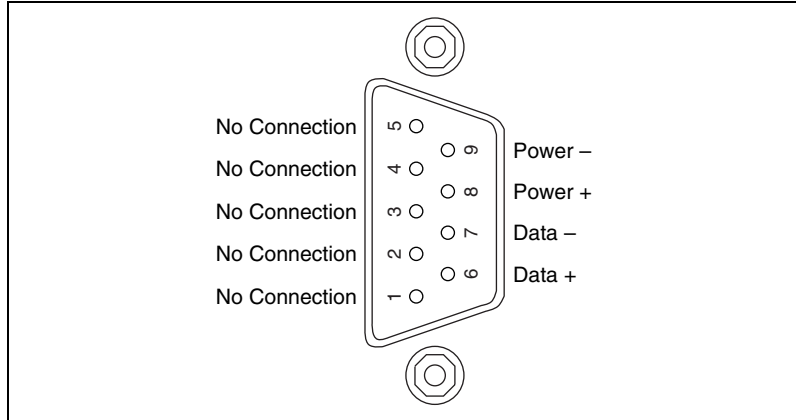 No Connection
No Connection
No Connection
No Connection
No Connection
5
4
3
2
1
9
8
7
6
Power –
Power +
Data –
Data +